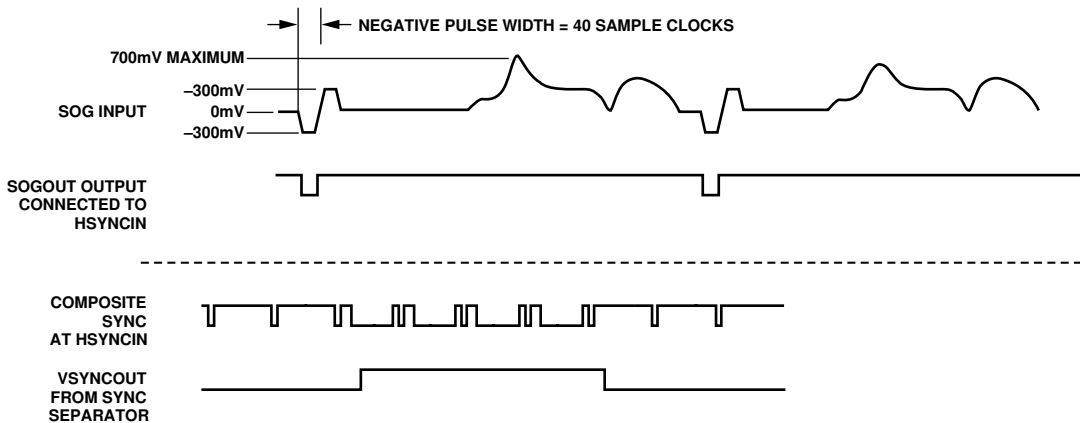 NEGATIVE PULSE WIDTH = 40 SAMPLE CLOCKS
700mV MAXIMUM
–300mV
SOG INPUT
0mV
–300mV
SOGOUT OUTPUT
CONNECTED TO
HSYNCIN
COMPOSITE
SYNC
AT HSYNCIN
VSYNCOUT
FROM SYNC
SEPARATOR